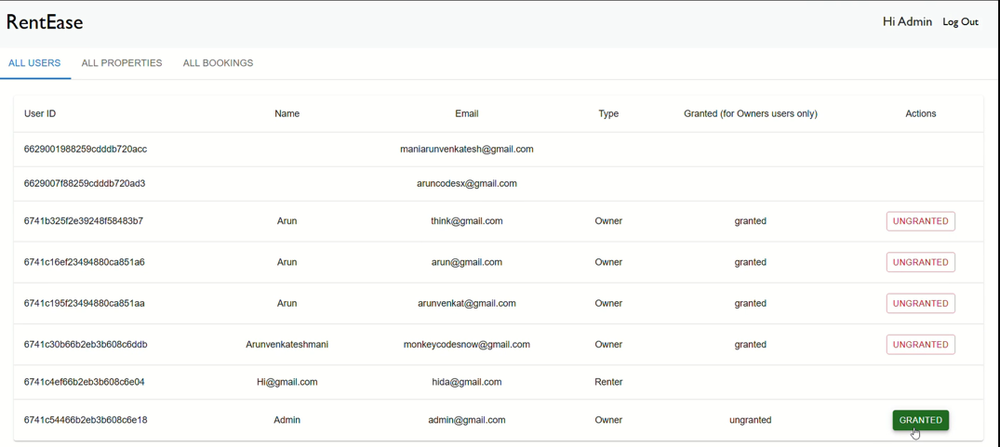 RentEase Hi Admin Log Out
ALL USERS ALL PROPERTIES ALL BOOKINGS
User ID Name Email Type Granted (for Owners users only) Actions
6629001988259cdddb720acc maniarunvenkatesh@gmail.com
6629007f88259cdddb720ad3 aruncodesx@gmail.com
6741b325f2e39248f58483b7 Arun think@gmail.com Owner granted UNGRANTED
6741c16ef23494880ca851a6 Arun arun@gmail.com Owner granted UNGRANTED
6741c195f23494880ca851aa Arun arunvenkat@gmail.com Owner granted UNGRANTED
6741c30b66b2eb3b608c6ddb Arunvenkateshmani monkeycodesnow@gmail.com Owner granted UNGRANTED
6741c4ef66b2eb3b608c6e04 Hi@gmail.com hida@gmail.com Renter
6741c54466b2eb3b608c6e18 Admin admin@gmail.com Owner ungranted GRANTED